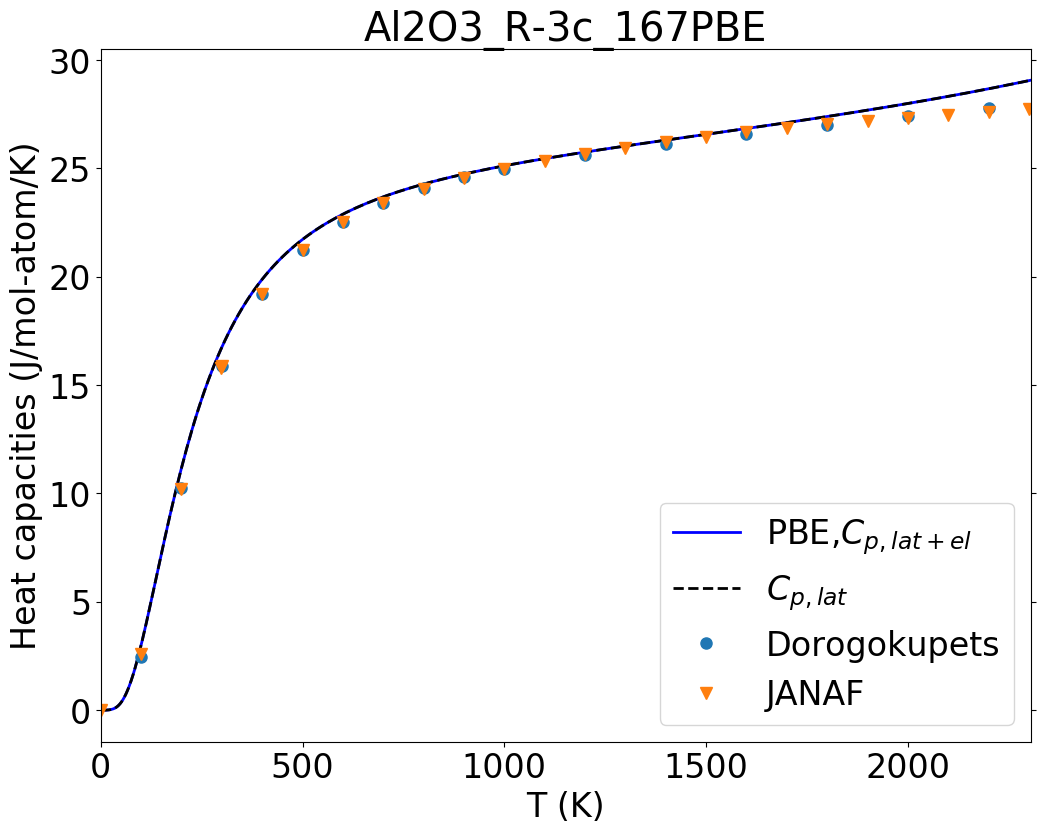 Al2O3_R-3c_167PBE
Heat capacities (J/mol-atom/K)
30
25
20
15
10
5
0
PBE,$C_{p,lat+el}$
$C_{p,lat}$
Dorogokupets
JANAF
0 500 1000 1500 2000
T (K)